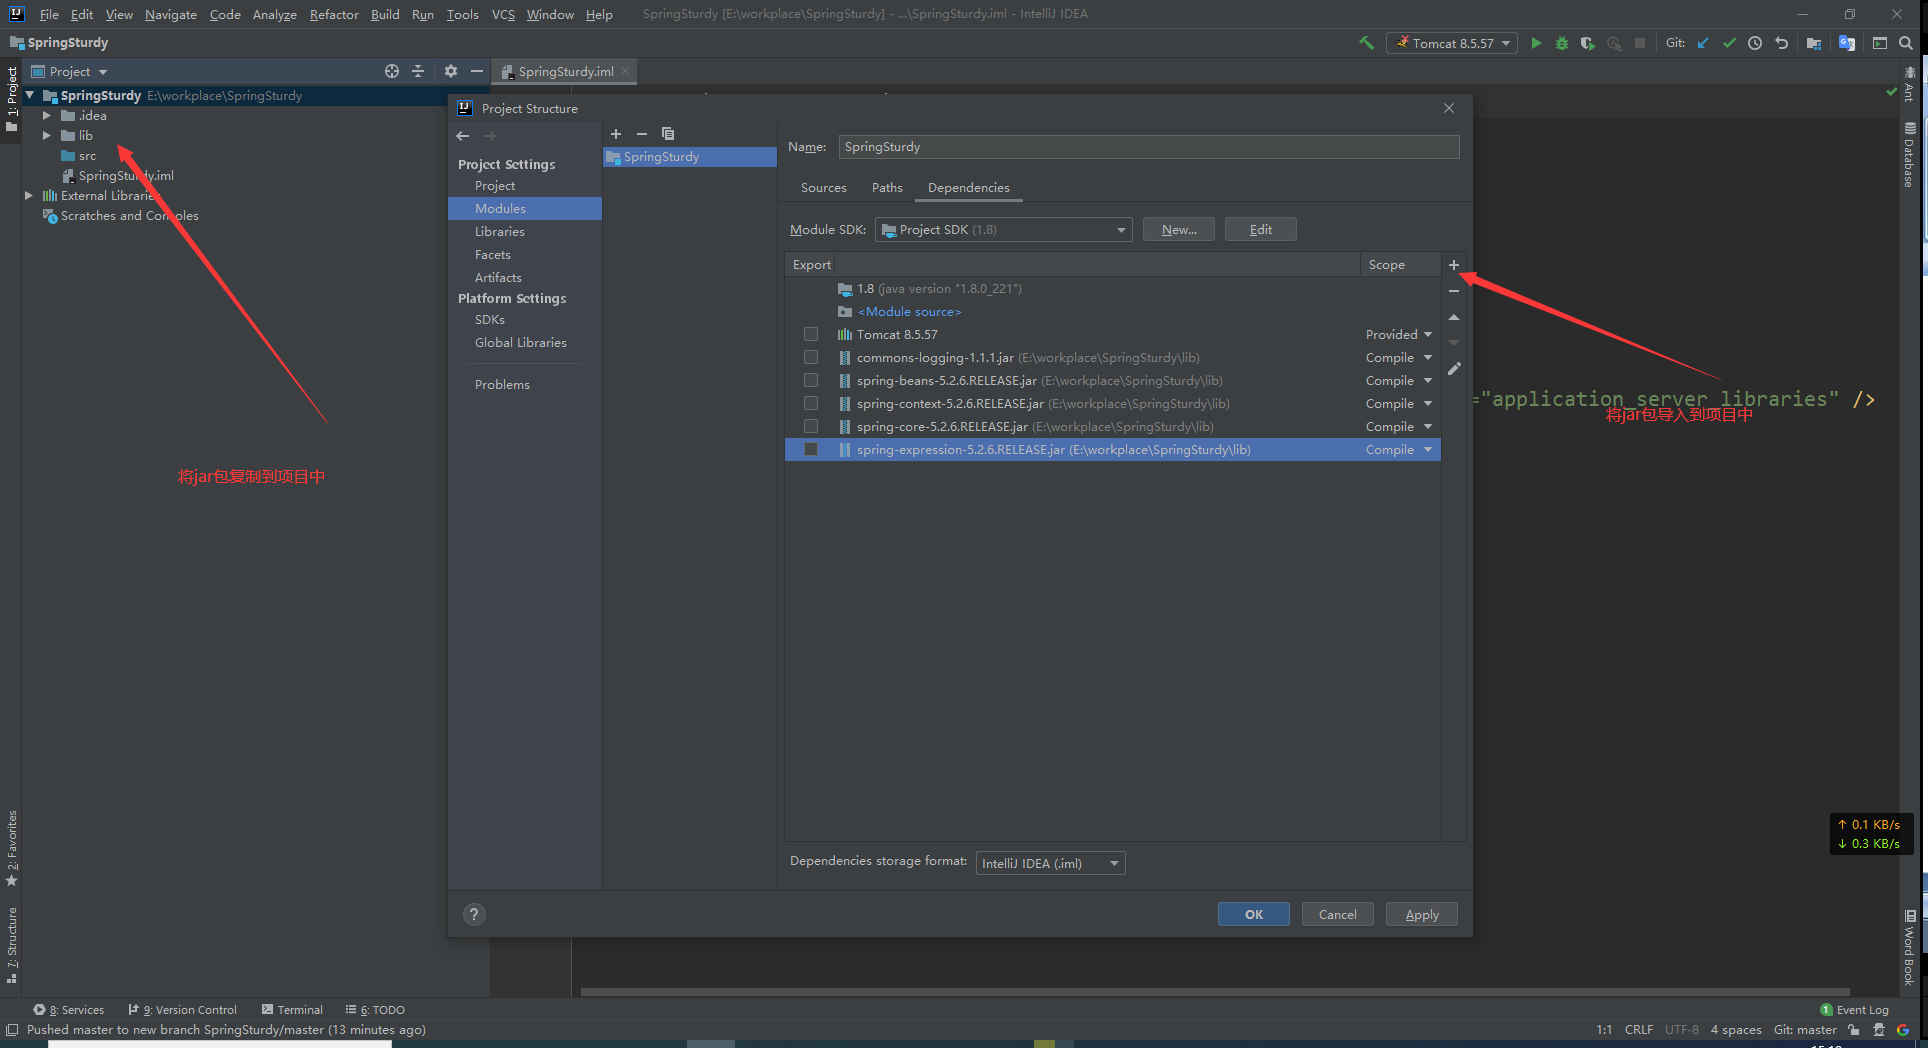 File Edit View Navigate Code Analyze Refactor Build Run Tools VCS Window Help SpringSturdy [E:\workplace\SpringSturdy] - ...\SpringSturdy.iml - IntelliJ IDEA
SpringSturdy
Tomcat 8.5.57
Git:
1: Project
Project
SpringSturdy.iml
SpringSturdy E:\workplace\SpringSturdy
.idea
lib
src
SpringSturdy.iml
External Libraries
Scratches and Consoles
将jar包复制到项目中
Project Structure
Project Settings
Project
Modules
Libraries
Facets
Artifacts
Platform Settings
SDKs
Global Libraries
Problems
SpringSturdy
Name: SpringSturdy
Sources Paths Dependencies
Module SDK: Project SDK (1.8) New... Edit
Export Scope
1.8 (java version "1.8.0_221")
<Module source>
Tomcat 8.5.57 Provided
commons-logging-1.1.1.jar (E:\workplace\SpringSturdy\lib) Compile
spring-beans-5.2.6.RELEASE.jar (E:\workplace\SpringSturdy\lib) Compile
spring-context-5.2.6.RELEASE.jar (E:\workplace\SpringSturdy\lib) Compile
spring-core-5.2.6.RELEASE.jar (E:\workplace\SpringSturdy\lib) Compile
spring-expression-5.2.6.RELEASE.jar (E:\workplace\SpringSturdy\lib) Compile
Dependencies storage format: IntelliJ IDEA (.iml)
? OK Cancel Apply
="application_server_libraries" />
将jar包导入到项目中
Ant
Database
Word Book
↑ 0.1 KB/s
↓ 0.3 KB/s
2: Favorites
7: Structure
8: Services 9: Version Control Terminal 6: TODO
1 Event Log
Pushed master to new branch SpringSturdy/master (13 minutes ago)
1:1 CRLF UTF-8 4 spaces Git: master